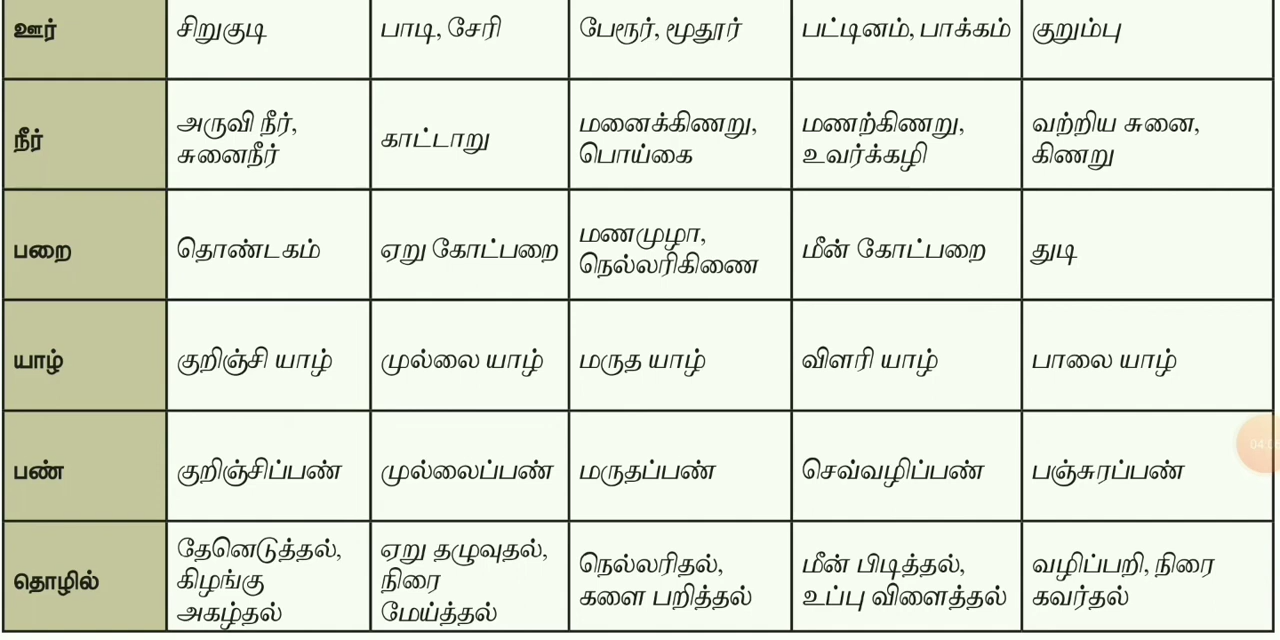 ஊர் சிறுகுடி பாடி, சேரி பேரூர், மூதூர் பட்டினம், பாக்கம் குறும்பு
நீர்
அருவி நீர்,
சுனைநீர்
காட்டாறு
மனைக்கிணறு,
பொய்கை
மணற்கிணறு,
உவர்க்கழி
வற்றிய சுனை,
கிணறு
பறை
தொண்டகம்
ஏறு கோட்பறை
மணமுழா,
நெல்லரிகிணை
மீன் கோட்பறை
துடி
யாழ் குறிஞ்சி யாழ் முல்லை யாழ் மருத யாழ் விளரி யாழ் பாலை யாழ்
பண் குறிஞ்சிப்பண் முல்லைப்பண் மருதப்பண் செவ்வழிப்பண் பஞ்சுரப்பண்
தொழில்
தேனெடுத்தல்,
கிழங்கு
அகழ்தல்
ஏறு தழுவுதல்,
நிரை
மேய்த்தல்
நெல்லரிதல்,
களை பறித்தல்
மீன் பிடித்தல்,
உப்பு விளைத்தல்
வழிப்பறி, நிரை
கவர்தல்